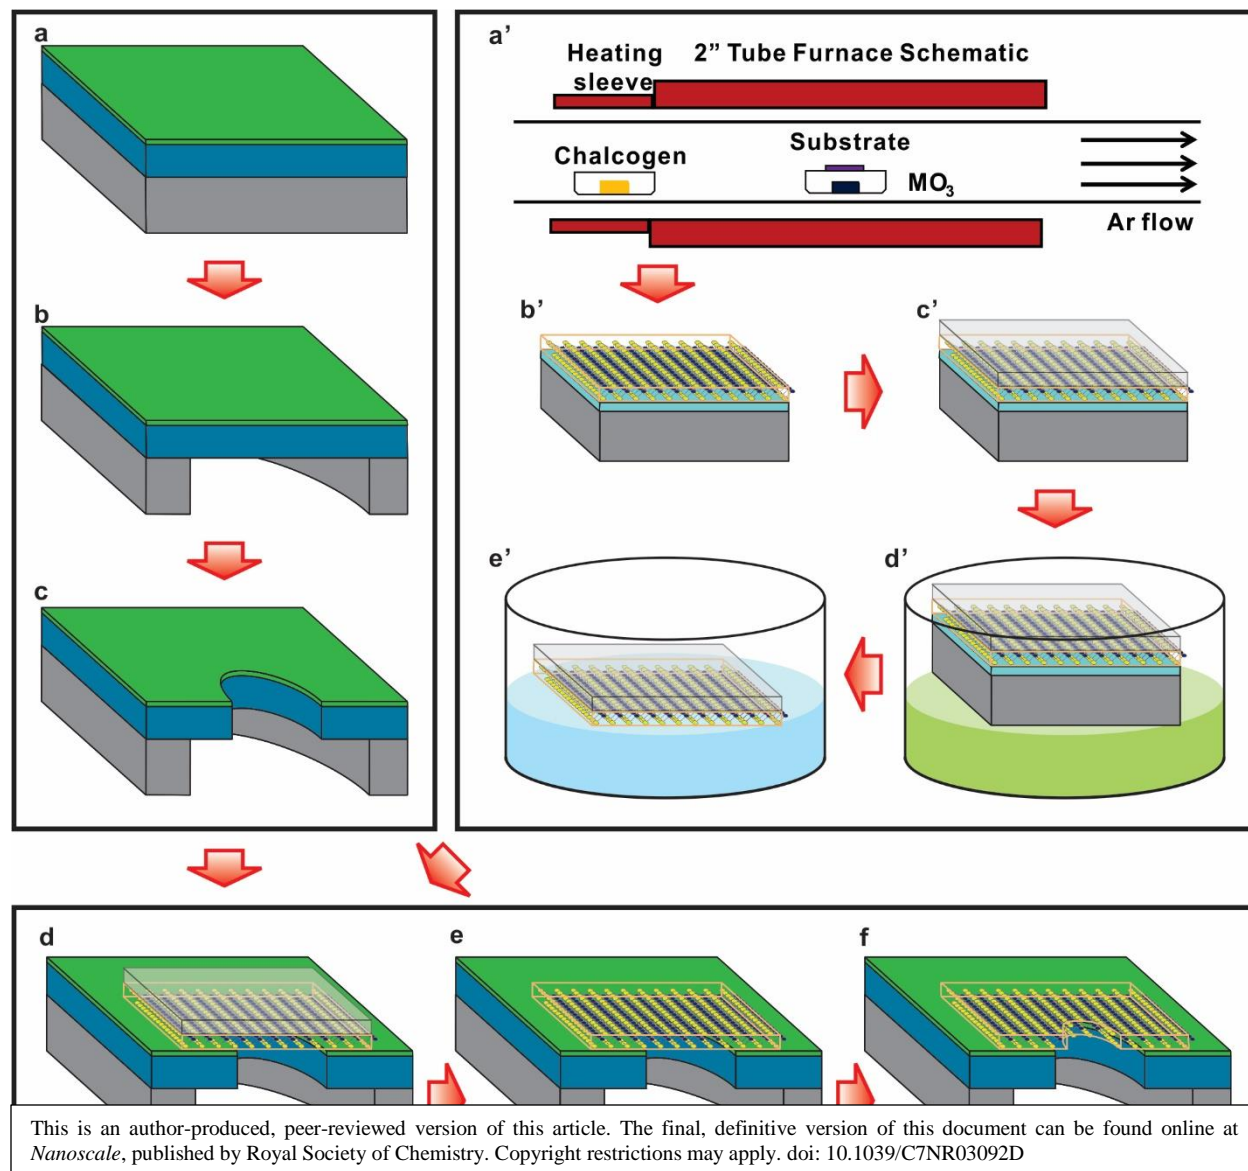 a
b
c
a’
Heating
sleeve
2” Tube Furnace Schematic
Chalcogen
Substrate
MO3
Ar flow
b’
c’
e’
d’
d
e
f
This is an author-produced, peer-reviewed version of this article. The final, definitive version of this document can be found online at
Nanoscale, published by Royal Society of Chemistry. Copyright restrictions may apply. doi: 10.1039/C7NR03092D